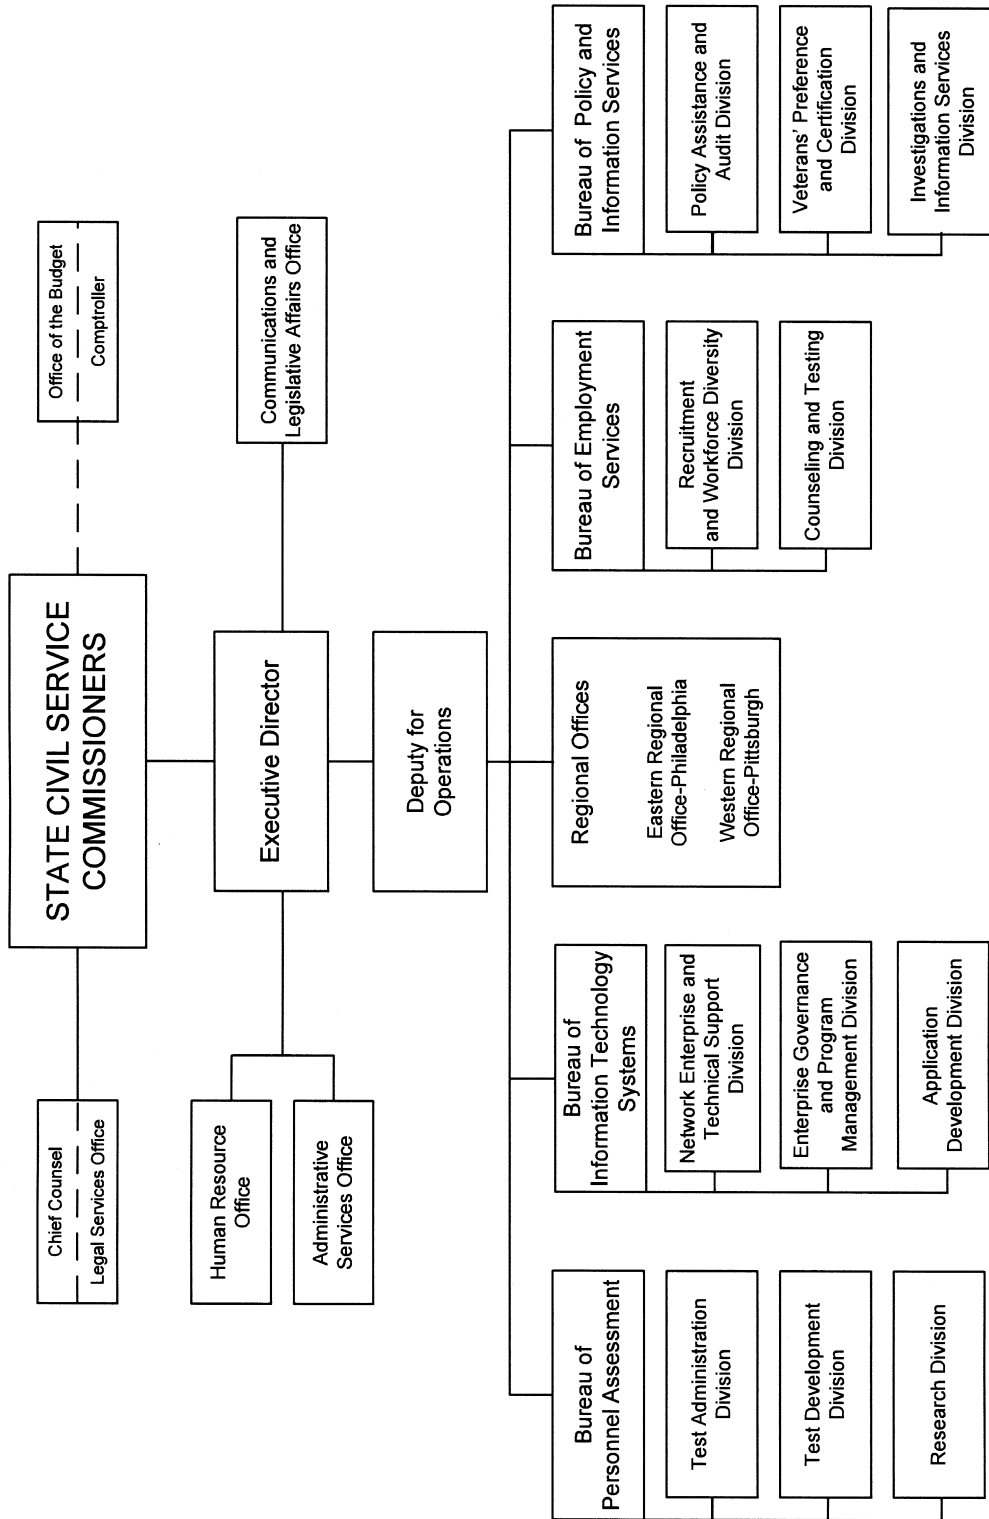 STATE CIVIL SERVICE
COMMISSIONERS
Chief Counsel
Legal Services Office
Office of the Budget
Comptroller
Executive Director
Human Resource
Office
Administrative
Services Office
Communications and
Legislative Affairs Office
Deputy for
Operations
Bureau of
Personnel Assessment
Test Administration
Division
Test Development
Division
Research Division
Bureau of
Information Technology
Systems
Network Enterprise and
Technical Support
Division
Enterprise Governance
and Program
Management Division
Application
Development Division
Regional Offices
Eastern Regional
Office-Philadelphia
Western Regional
Office-Pittsburgh
Bureau of Employment
Services
Recruitment
and Workforce Diversity
Division
Counseling and Testing
Division
Bureau of Policy and
Information Services
Policy Assistance and
Audit Division
Veterans' Preference
and Certification
Division
Investigations and
Information Services
Division